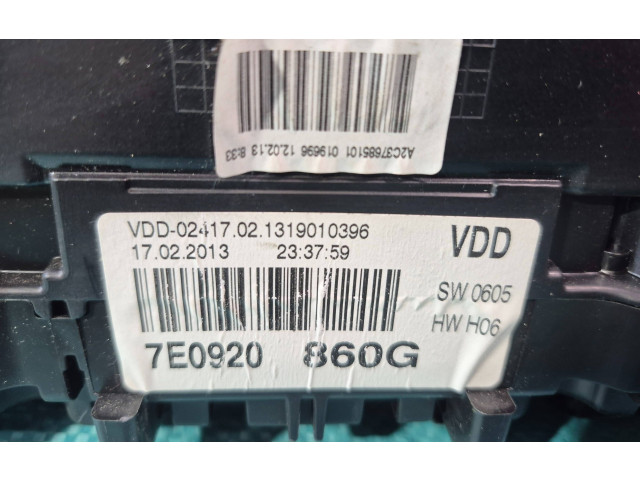 A2C37685101 019696 12.02.13 8:33
VDD-02417.02.1319010396
17.02.2013 23:37:59
VDD
SW 0605
HW H06
7E0920 860G